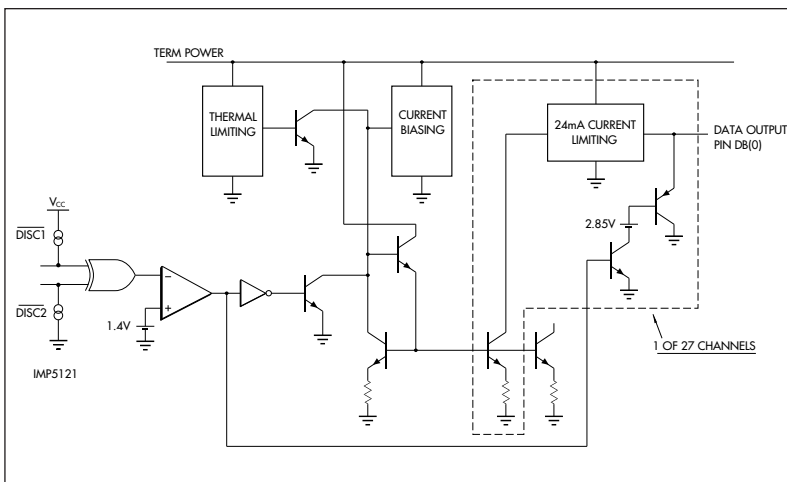 TERM POWER
THERMAL
LIMITING
CURRENT
BIASING
24mA CURRENT
LIMITING
DATA OUTPUT
PIN DB(0)
2.85V
VCC
DISC1
DISC2
1.4V
IMP5121
1 OF 27 CHANNELS